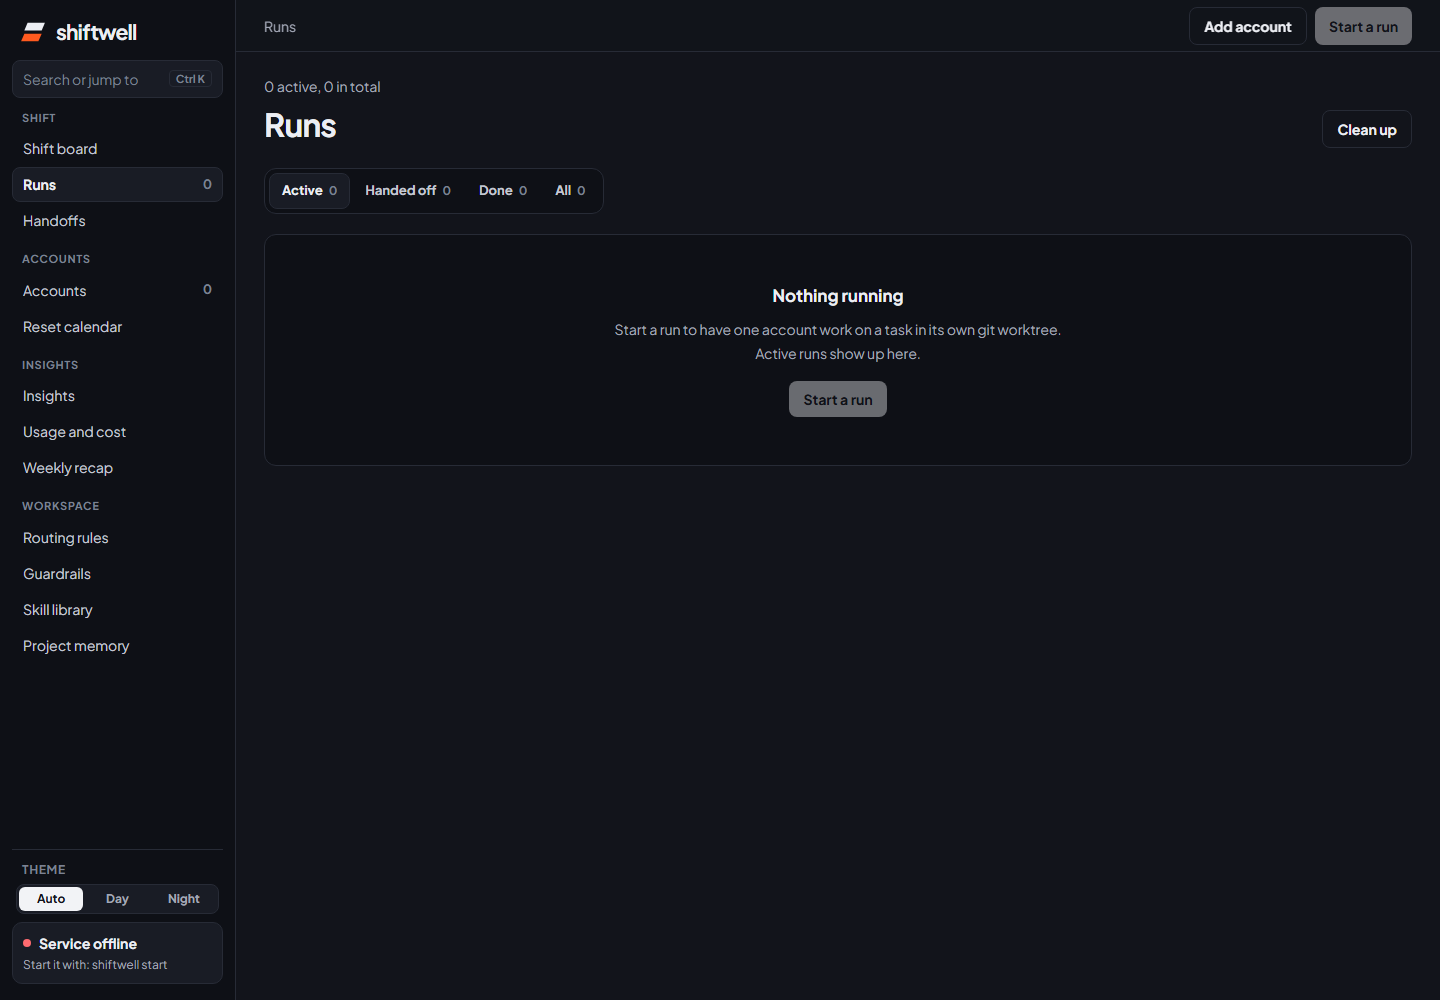 shiftwell
Search or jump to Ctrl K
SHIFT
Shift board
Runs 0
Handoffs
ACCOUNTS
Accounts 0
Reset calendar
INSIGHTS
Insights
Usage and cost
Weekly recap
WORKSPACE
Routing rules
Guardrails
Skill library
Project memory
THEME
Auto Day Night
Service offline
Start it with: shiftwell start
Runs Add account Start a run
0 active, 0 in total
Runs
Clean up
Active 0 Handed off 0 Done 0 All 0
Nothing running
Start a run to have one account work on a task in its own git worktree.
Active runs show up here.
Start a run